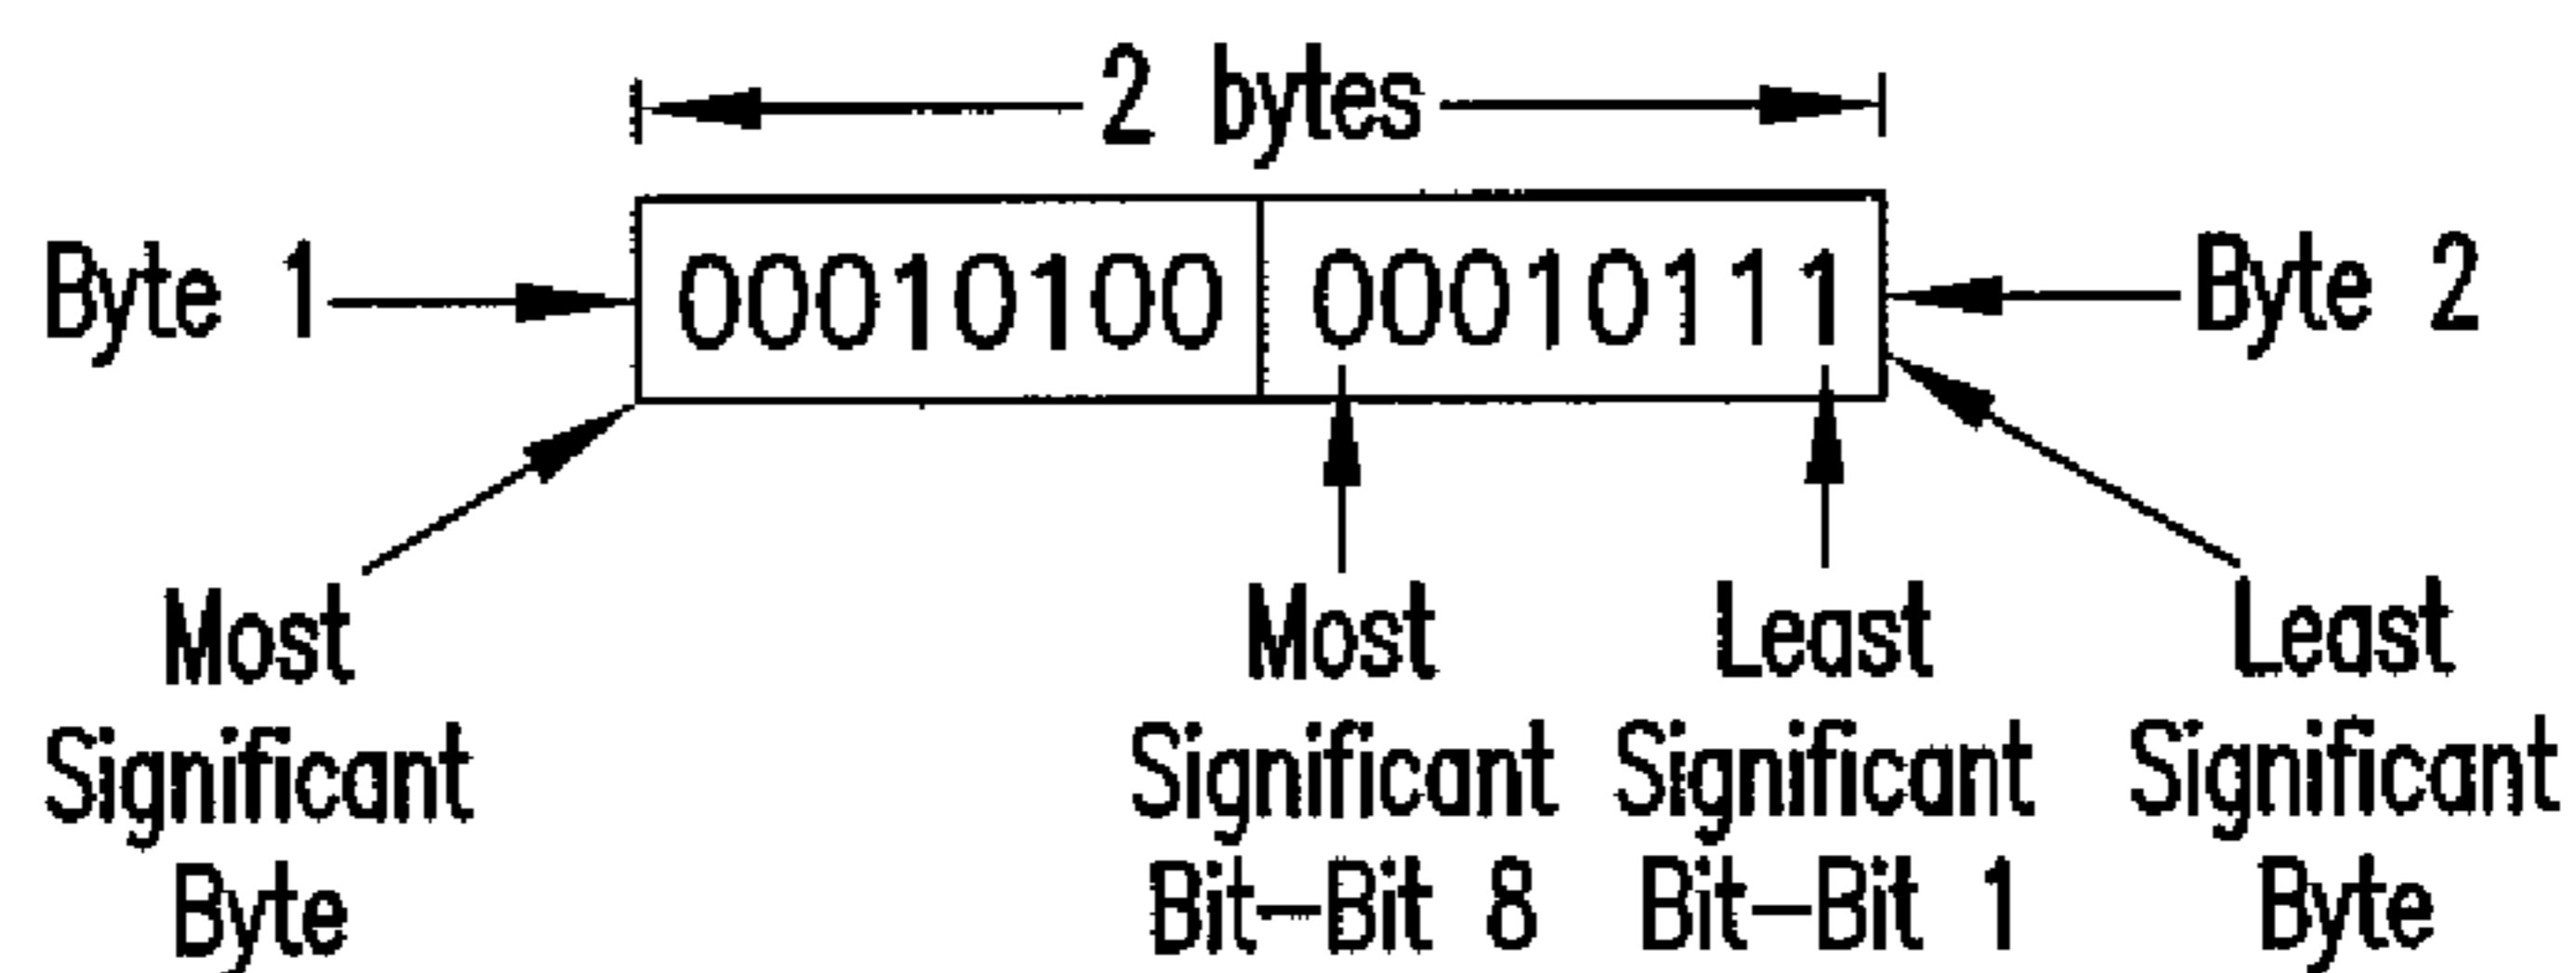 2 bytes
Byte 1 00010100 00010111 Byte 2
Most Significant Byte
Most Significant Bit-Bit 8
Least Significant Bit-Bit 1
Least Significant Byte